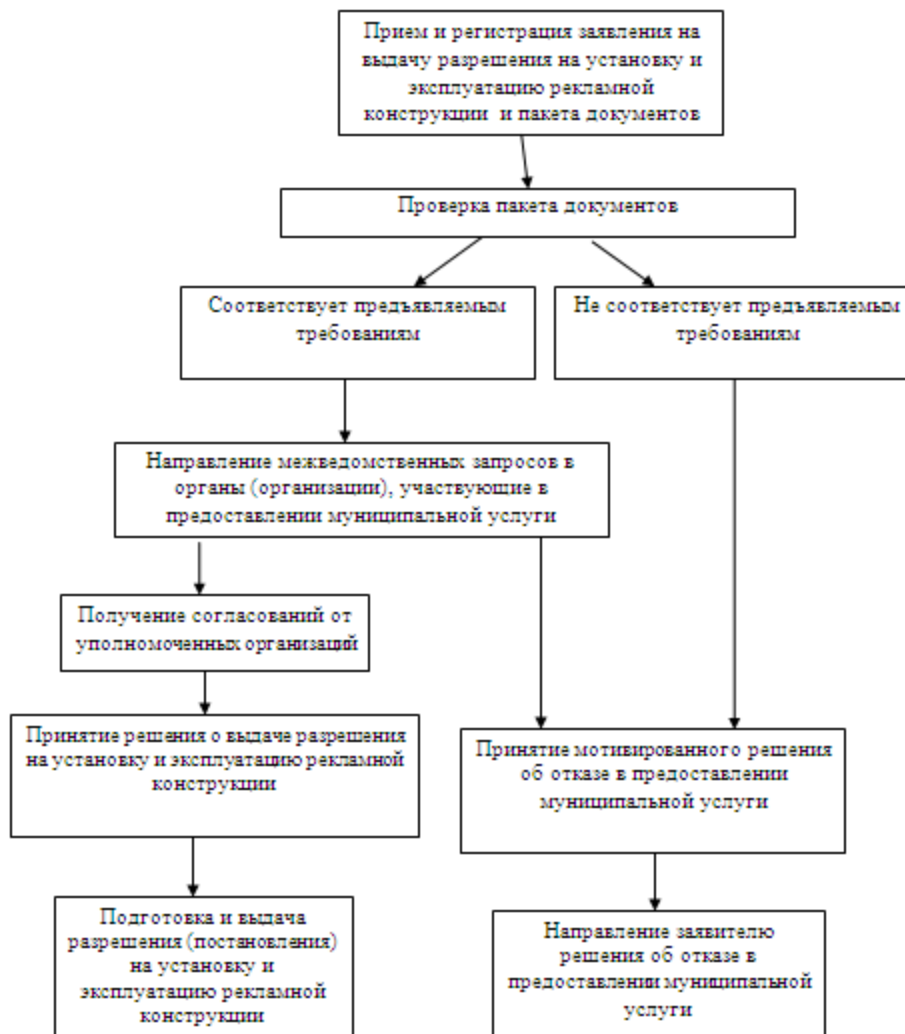 Прием и регистрация заявления на
выдачу разрешения на установку и
эксплуатацию рекламной
конструкции и пакета документов
Проверка пакета документов
Соответствует предъявляемым
требованиям
Не соответствует предъявляемым
требованиям
Направление межведомственных запросов в
органы (организации), участвующие в
предоставлении муниципальной услуги
Получение согласований от
уполномоченных организаций
Принятие решения о выдаче разрешения
на установку и эксплуатацию рекламной
конструкции
Принятие мотивированного решения
об отказе в предоставлении
муниципальной услуги
Подготовка и выдача
разрешения (постановления)
на установку и
эксплуатацию рекламной
конструкции
Направление заявителю
решения об отказе в
предоставлении муниципальной
услуги